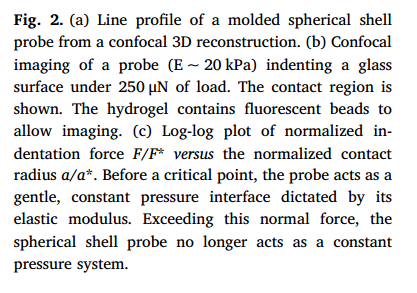 Fig. 2. (a) Line profile of a molded spherical shell
probe from a confocal 3D reconstruction. (b) Confocal
imaging of a probe (E ~ 20 kPa) indenting a glass
surface under 250 μN of load. The contact region is
shown. The hydrogel contains fluorescent beads to
allow imaging. (c) Log-log plot of normalized in-
dentation force F/F* versus the normalized contact
radius a/a*. Before a critical point, the probe acts as a
gentle, constant pressure interface dictated by its
elastic modulus. Exceeding this normal force, the
spherical shell probe no longer acts as a constant
pressure system.